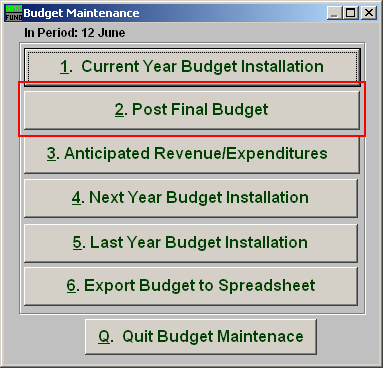 FUND
Budget Maintenance
In Period: 12 June
1. Current Year Budget Installation
2. Post Final Budget
3. Anticipated Revenue/Expenditures
4. Next Year Budget Installation
5. Last Year Budget Installation
6. Export Budget to Spreadsheet
Q. Quit Budget Maintenace